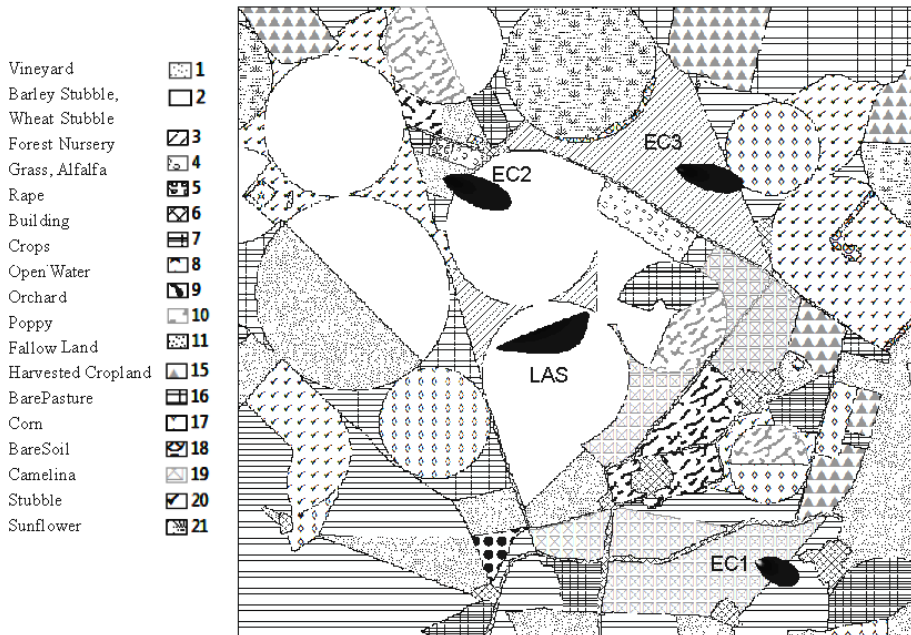 Vineyard 1
Barley Stubble, 2
Wheat Stubble
Forest Nursery 3
Grass, Alfalfa 4
Rape 5
Building 6
Crops 7
Open Water 8
Orchard 9
Poppy 10
Fallow Land 11
Harvested Cropland 15
BarePasture 16
Corn 17
BareSoil 18
Camelina 19
Stubble 20
Sunflower 21
EC3
EC2
LAS
EC1